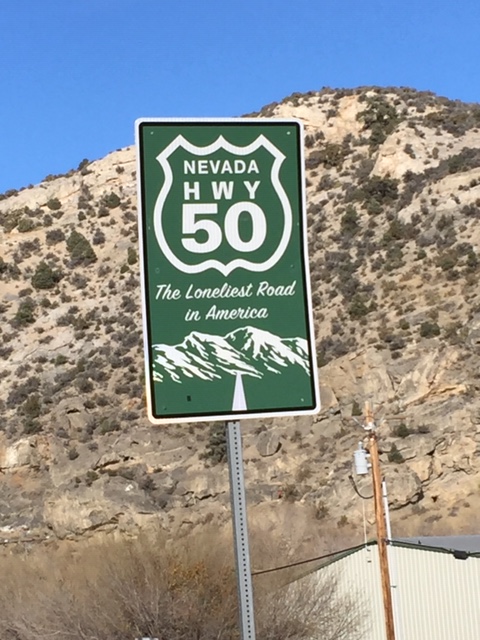 NEVADA
HWY
50
The Loneliest Road
in America